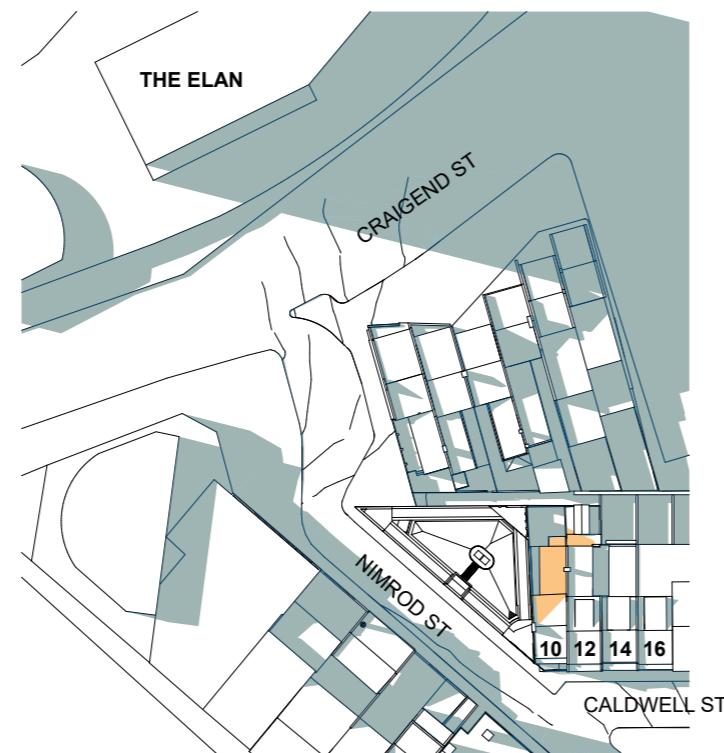 THE ELAN
CRAIGEND ST
NIMROD ST
10 12 14 16
CALDWELL ST